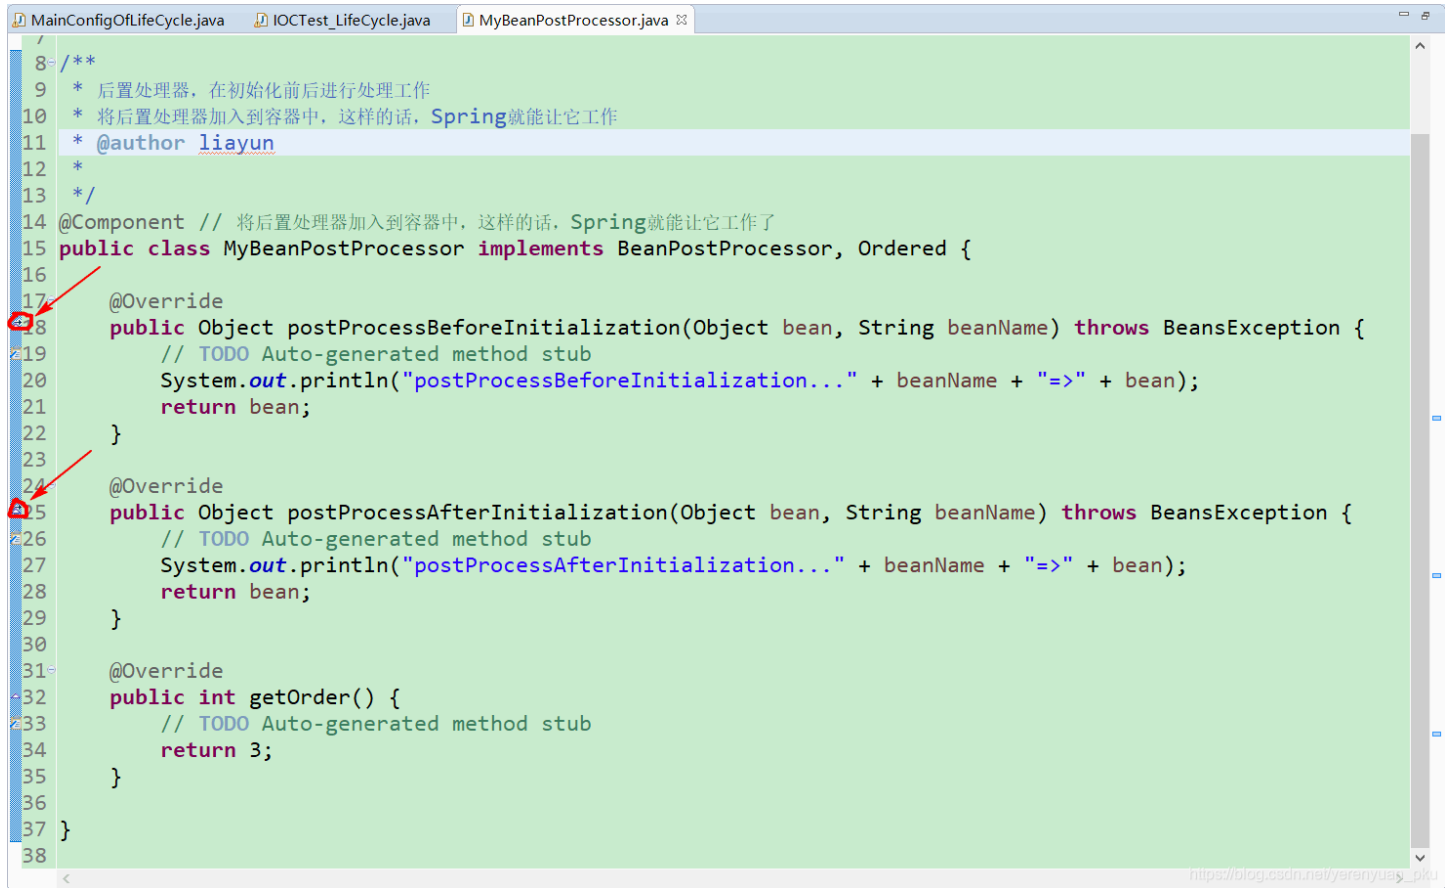 MainConfigOfLifeCycle.java IOCTest_LifeCycle.java MyBeanPostProcessor.java
7
8 /**
9  * 后置处理器，在初始化前后进行处理工作
10  * 将后置处理器加入到容器中，这样的话，Spring就能让它工作
11  * @author liayun
12  *
13  */
14 @Component // 将后置处理器加入到容器中，这样的话，Spring就能让它工作了
15 public class MyBeanPostProcessor implements BeanPostProcessor, Ordered {
16
17     @Override
18     public Object postProcessBeforeInitialization(Object bean, String beanName) throws BeansException {
19         // TODO Auto-generated method stub
20         System.out.println("postProcessBeforeInitialization..." + beanName + "=>" + bean);
21         return bean;
22     }
23
24     @Override
25     public Object postProcessAfterInitialization(Object bean, String beanName) throws BeansException {
26         // TODO Auto-generated method stub
27         System.out.println("postProcessAfterInitialization..." + beanName + "=>" + bean);
28         return bean;
29     }
30
31     @Override
32     public int getOrder() {
33         // TODO Auto-generated method stub
34         return 3;
35     }
36
37 }
38
https://blog.csdn.net/yerenyuan_pku